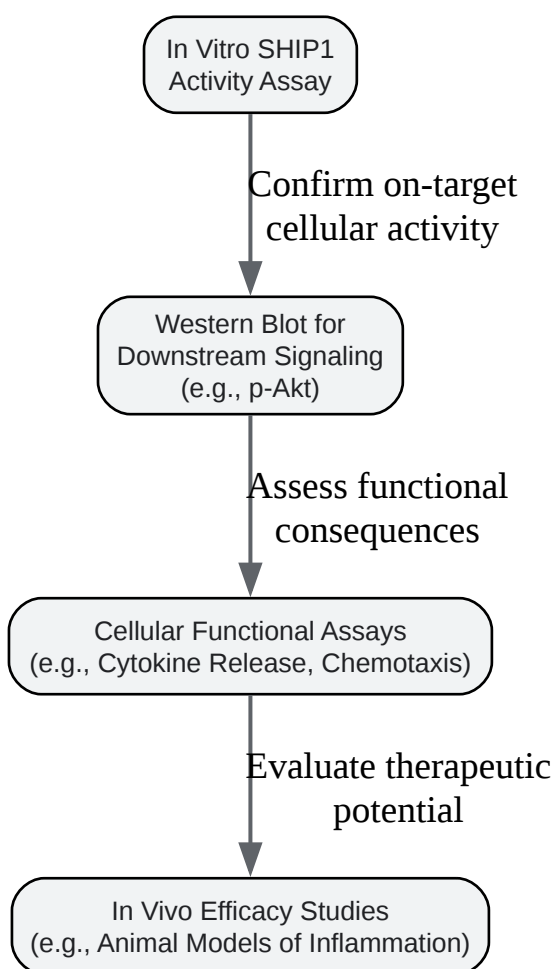 In Vitro SHIP1
Activity Assay
Confirm on-target
cellular activity
Western Blot for
Downstream Signaling
(e.g., p-Akt)
Assess functional
consequences
Cellular Functional Assays
(e.g., Cytokine Release, Chemotaxis)
Evaluate therapeutic
potential
In Vivo Efficacy Studies
(e.g., Animal Models of Inflammation)